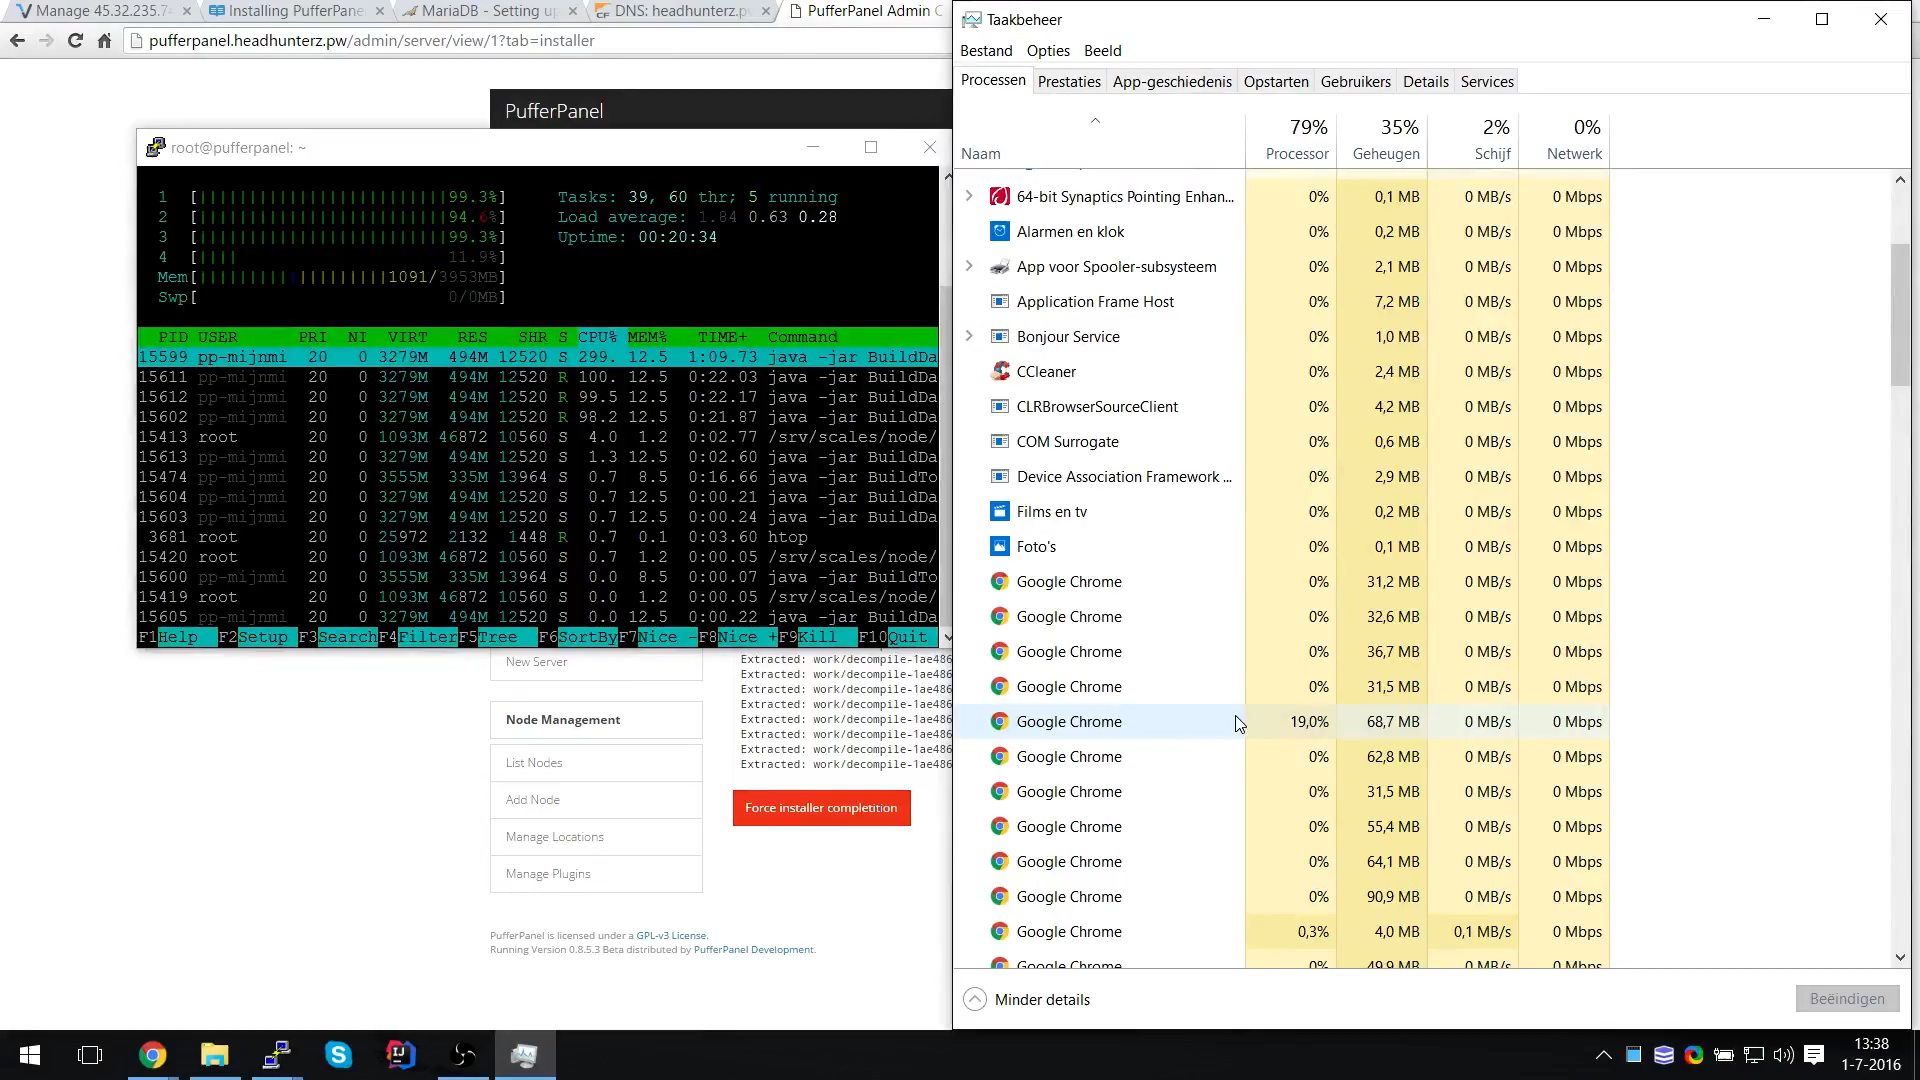 Manage 45.32.235.7
Installing PufferPane
MariaDB - Setting up
DNS: headhunterz.pw
PufferPanel Admin C
pufferpanel.headhunterz.pw/admin/server/view/1?tab=installer
PufferPanel
root@pufferpanel: ~
1 [||||||||||||||||||||||||||99.3%] Tasks: 39, 60 thr; 5 running
2 [||||||||||||||||||||||||||94.6%] Load average: 1.84 0.63 0.28
3 [||||||||||||||||||||||||||99.3%] Uptime: 00:20:34
4 [|||| 11.9%]
Mem[|||||||||||||||||||1091/3953MB]
Swp[ 0/0MB]
PID USER PRI NI VIRT RES SHR S CPU% MEM% TIME+ Command
15599 pp-mijnmi 20 0 3279M 494M 12520 S 299. 12.5 1:09.73 java -jar BuildDa
15611 pp-mijnmi 20 0 3279M 494M 12520 R 100. 12.5 0:22.03 java -jar BuildDa
15612 pp-mijnmi 20 0 3279M 494M 12520 R 99.5 12.5 0:22.17 java -jar BuildDa
15602 pp-mijnmi 20 0 3279M 494M 12520 R 98.2 12.5 0:21.87 java -jar BuildDa
15413 root 20 0 1093M 46872 10560 S 4.0 1.2 0:02.77 /srv/scales/node/
15613 pp-mijnmi 20 0 3279M 494M 12520 S 1.3 12.5 0:02.60 java -jar BuildDa
15474 pp-mijnmi 20 0 3555M 335M 13964 S 0.7 8.5 0:16.66 java -jar BuildTo
15604 pp-mijnmi 20 0 3279M 494M 12520 S 0.7 12.5 0:00.21 java -jar BuildDa
15603 pp-mijnmi 20 0 3279M 494M 12520 S 0.7 12.5 0:00.24 java -jar BuildDa
3681 root 20 0 25972 2132 1448 R 0.7 0.1 0:03.60 htop
15420 root 20 0 1093M 46872 10560 S 0.7 1.2 0:00.05 /srv/scales/node/
15600 pp-mijnmi 20 0 3555M 335M 13964 S 0.0 8.5 0:00.07 java -jar BuildTo
15419 root 20 0 1093M 46872 10560 S 0.0 1.2 0:00.05 /srv/scales/node/
15605 pp-mijnmi 20 0 3279M 494M 12520 S 0.0 12.5 0:00.22 java -jar BuildDa
F1Help F2Setup F3SearchF4FilterF5Tree F6SortByF7Nice -F8Nice +F9Kill F10Quit
New Server
Node Management
List Nodes
Add Node
Manage Locations
Manage Plugins
Extracted: work/decompile-1ae486
Extracted: work/decompile-1ae486
Extracted: work/decompile-1ae486
Extracted: work/decompile-1ae486
Extracted: work/decompile-1ae486
Extracted: work/decompile-1ae486
Extracted: work/decompile-1ae486
Extracted: work/decompile-1ae486
Force installer completition
PufferPanel is licensed under a GPL-v3 License.
Running Version 0.8.5.3 Beta distributed by PufferPanel Development.
Taakbeheer
Bestand Opties Beeld
Processen Prestaties App-geschiedenis Opstarten Gebruikers Details Services
79% 35% 2% 0%
Naam Processor Geheugen Schijf Netwerk
64-bit Synaptics Pointing Enhan... 0% 0,1 MB 0 MB/s 0 Mbps
Alarmen en klok 0% 0,2 MB 0 MB/s 0 Mbps
App voor Spooler-subsysteem 0% 2,1 MB 0 MB/s 0 Mbps
Application Frame Host 0% 7,2 MB 0 MB/s 0 Mbps
Bonjour Service 0% 1,0 MB 0 MB/s 0 Mbps
CCleaner 0% 2,4 MB 0 MB/s 0 Mbps
CLRBrowserSourceClient 0% 4,2 MB 0 MB/s 0 Mbps
COM Surrogate 0% 0,6 MB 0 MB/s 0 Mbps
Device Association Framework ... 0% 2,9 MB 0 MB/s 0 Mbps
Films en tv 0% 0,2 MB 0 MB/s 0 Mbps
Foto's 0% 0,1 MB 0 MB/s 0 Mbps
Google Chrome 0% 31,2 MB 0 MB/s 0 Mbps
Google Chrome 0% 32,6 MB 0 MB/s 0 Mbps
Google Chrome 0% 36,7 MB 0 MB/s 0 Mbps
Google Chrome 0% 31,5 MB 0 MB/s 0 Mbps
Google Chrome 19,0% 68,7 MB 0 MB/s 0 Mbps
Google Chrome 0% 62,8 MB 0 MB/s 0 Mbps
Google Chrome 0% 31,5 MB 0 MB/s 0 Mbps
Google Chrome 0% 55,4 MB 0 MB/s 0 Mbps
Google Chrome 0% 64,1 MB 0 MB/s 0 Mbps
Google Chrome 0% 90,9 MB 0 MB/s 0 Mbps
Google Chrome 0,3% 4,0 MB 0,1 MB/s 0 Mbps
Google Chrome 0% 49,9 MB 0 MB/s 0 Mbps
Minder details
Beëindigen
13:38
1-7-2016